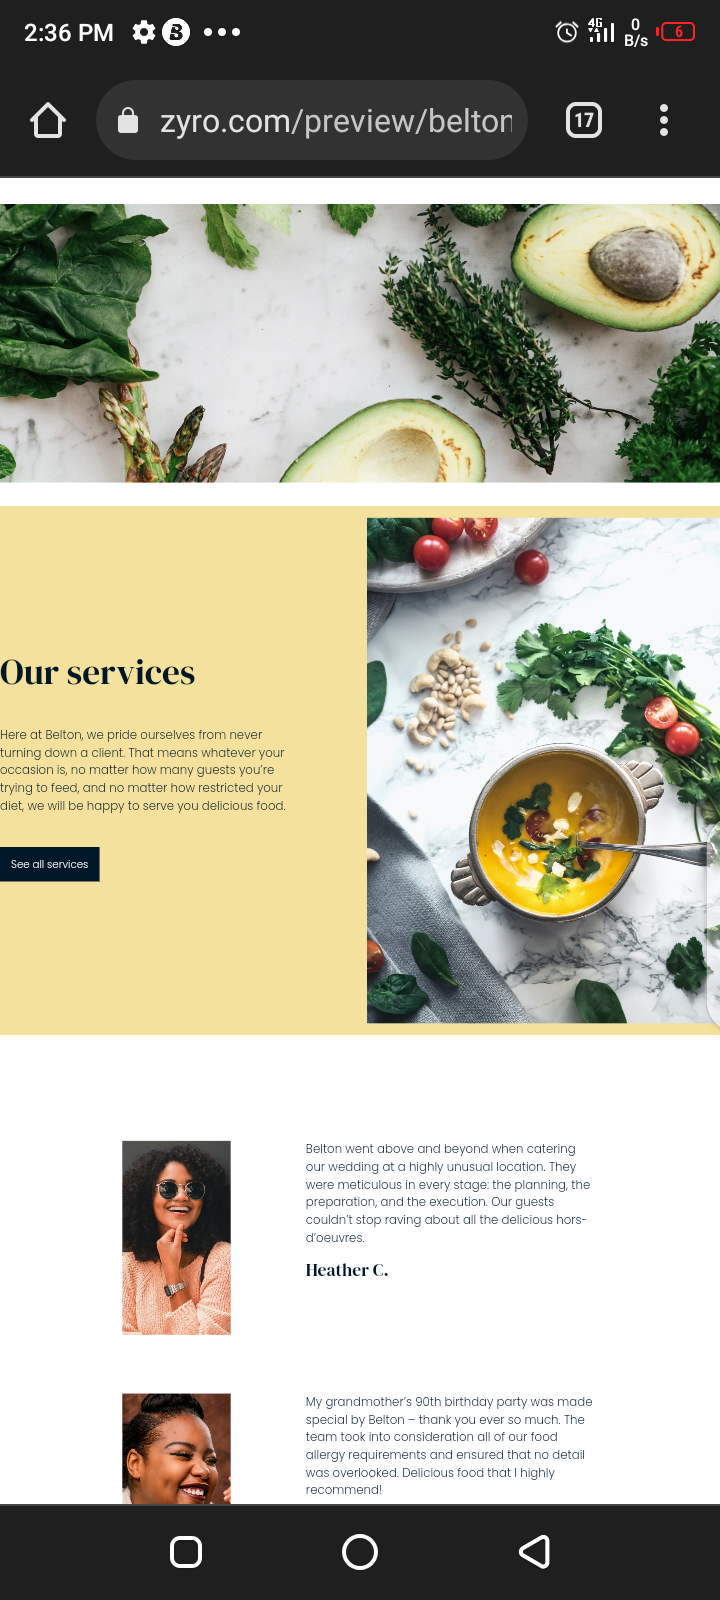 2:36 PM
4G
0
B/s
6
zyro.com/preview/belton
17
Our services
Here at Belton, we pride ourselves from never
turning down a client. That means whatever your
occasion is, no matter how many guests you're
trying to feed, and no matter how restricted your
diet, we will be happy to serve you delicious food.
See all services
Belton went above and beyond when catering
our wedding at a highly unusual location. They
were meticulous in every stage: the planning, the
preparation, and the execution. Our guests
couldn't stop raving about all the delicious hors-
d'oeuvres.
Heather C.
My grandmother's 90th birthday party was made
special by Belton – thank you ever so much. The
team took into consideration all of our food
allergy requirements and ensured that no detail
was overlooked. Delicious food that I highly
recommend!